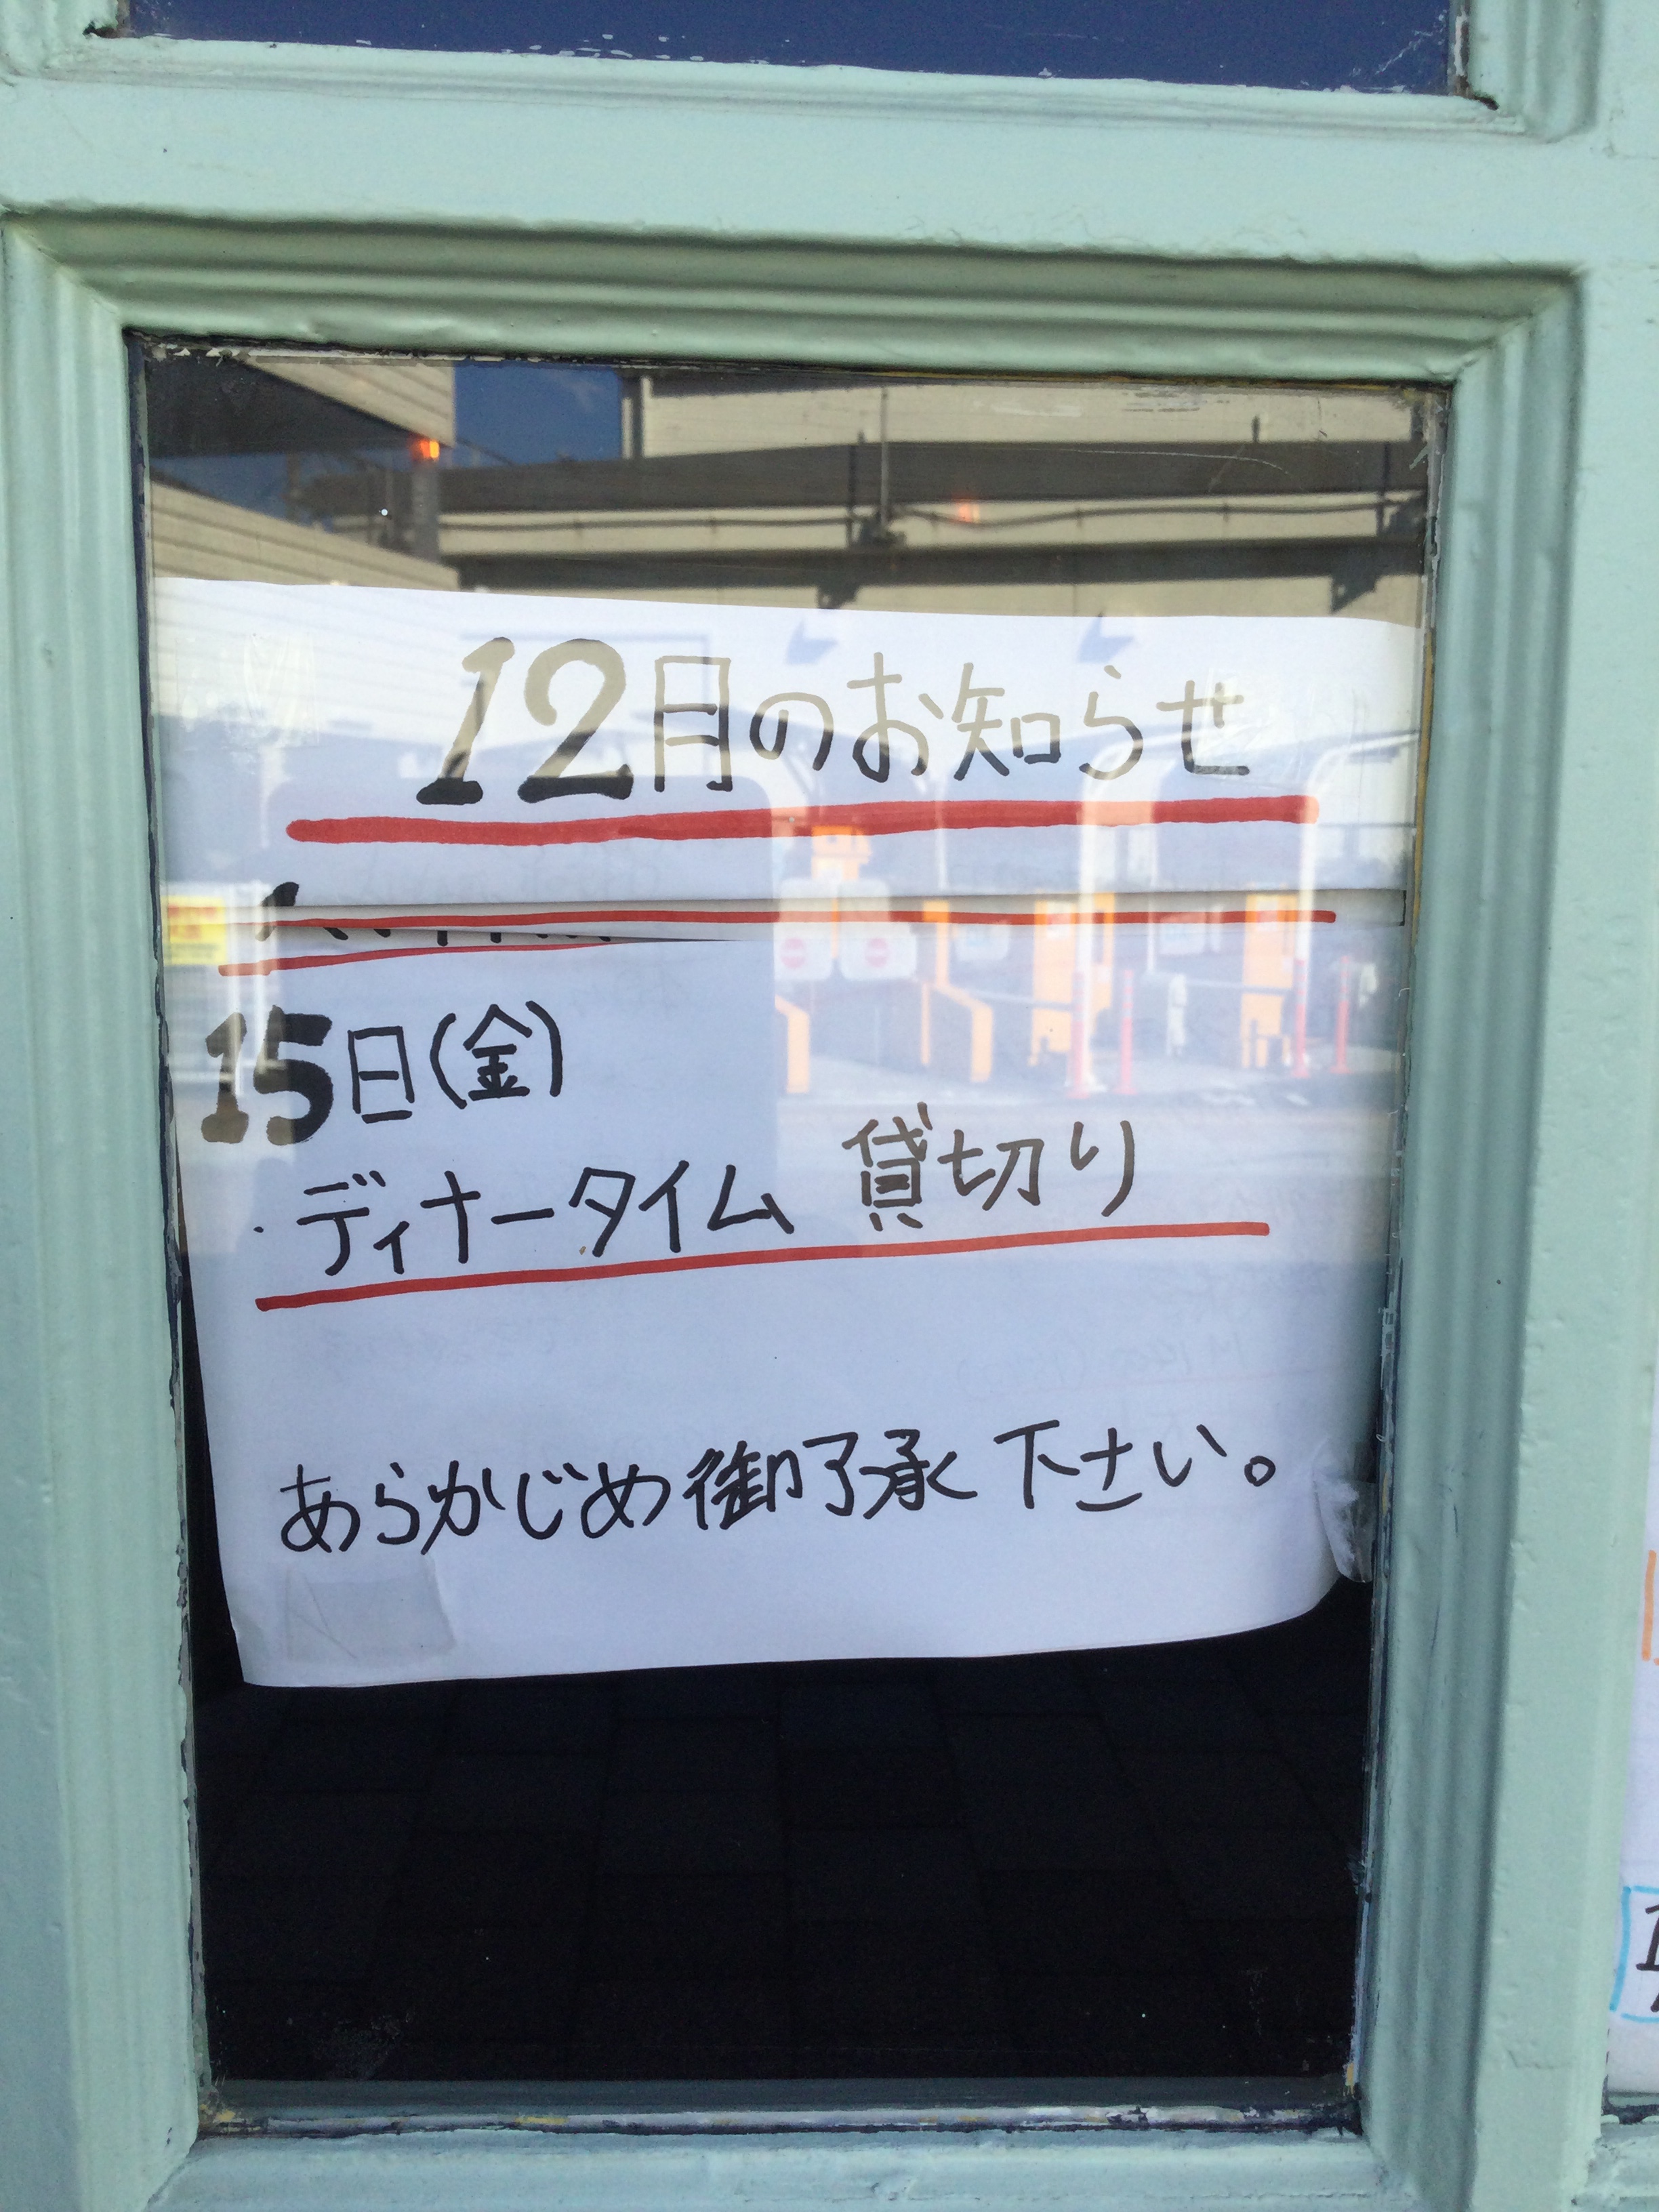 12月のお知らせ
15日(金)
・ディナータイム 貸切り
あらかじめ御了承下さい。